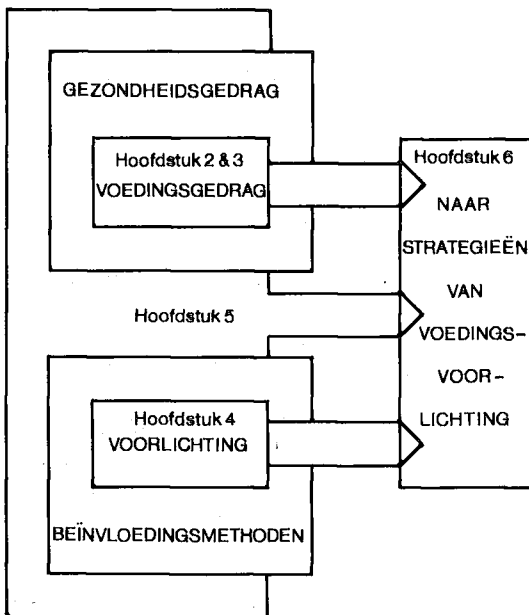 GEZONDHEIDSGEDRAG
Hoofdstuk 2 & 3
VOEDINGSGEDRAG
Hoofdstuk 5
Hoofdstuk 4
VOORLICHTING
BEÏNVLOEDINGSMETHODEN
Hoofdstuk 6
NAAR
STRATEGIEËN
VAN
VOEDINGS-
VOOR-
LICHTING